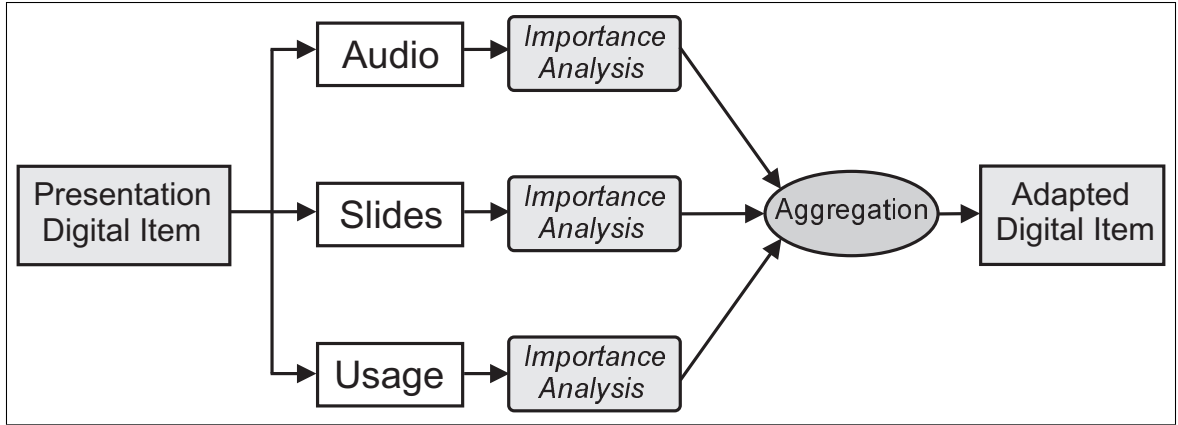 Presentation
Digital Item
Audio
Importance
Analysis
Slides
Importance
Analysis
Usage
Importance
Analysis
Aggregation
Adapted
Digital Item